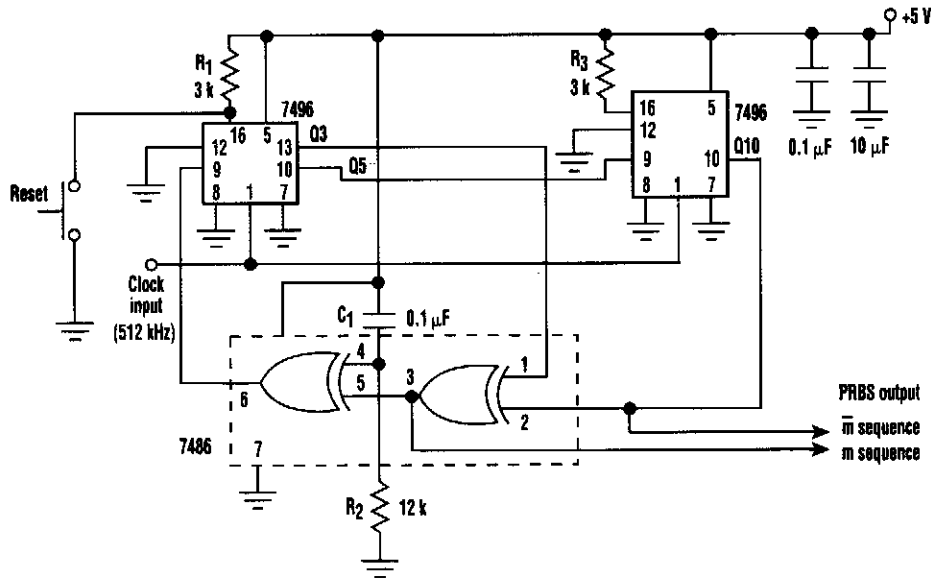 +5 V
R1
3 k
7496
16
5
12
13
Q3
9
10
Q5
8
1
7
Reset
Clock
input
(512 kHz)
R3
3 k
7496
16
5
12
9
10
Q10
8
1
7
0.1 μF
10 μF
C1
0.1 μF
4
5
6
3
1
2
7486
7
R2
12 k
PRBS output
m̅ sequence
m sequence